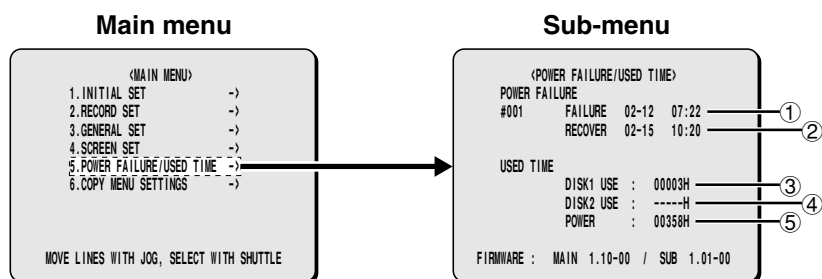 Main menu
<MAIN MENU>
1.INITIAL SET ->
2.RECORD SET ->
3.GENERAL SET ->
4.SCREEN SET ->
5.POWER FAILURE/USED TIME ->
6.COPY MENU SETTINGS ->
MOVE LINES WITH JOG, SELECT WITH SHUTTLE
Sub-menu
<POWER FAILURE/USED TIME>
POWER FAILURE
#001 FAILURE 02-12 07:22 ①
RECOVER 02-15 10:20 ②
USED TIME
DISK1 USE : 00003H ③
DISK2 USE : -----H ④
POWER : 00358H ⑤
FIRMWARE : MAIN 1.10-00 / SUB 1.01-00